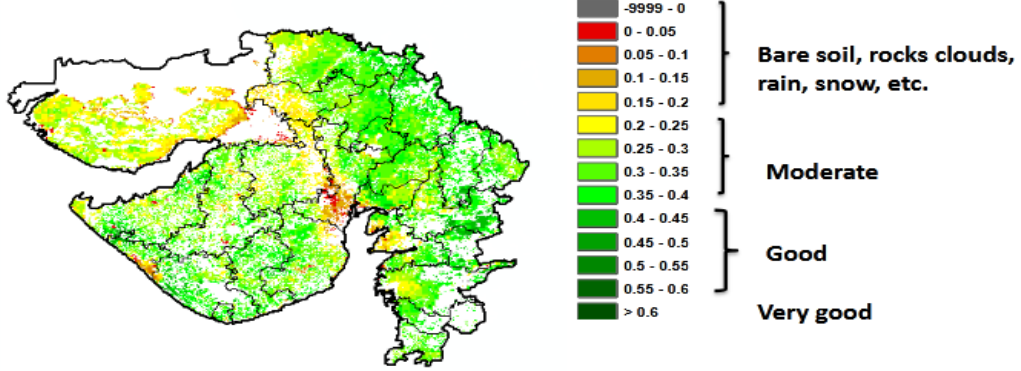 -9999 - 0
0 - 0.05
0.05 - 0.1
0.1 - 0.15
0.15 - 0.2
0.2 - 0.25
0.25 - 0.3
0.3 - 0.35
0.35 - 0.4
0.4 - 0.45
0.45 - 0.5
0.5 - 0.55
0.55 - 0.6
> 0.6
Bare soil, rocks clouds,
rain, snow, etc.
Moderate
Good
Very good